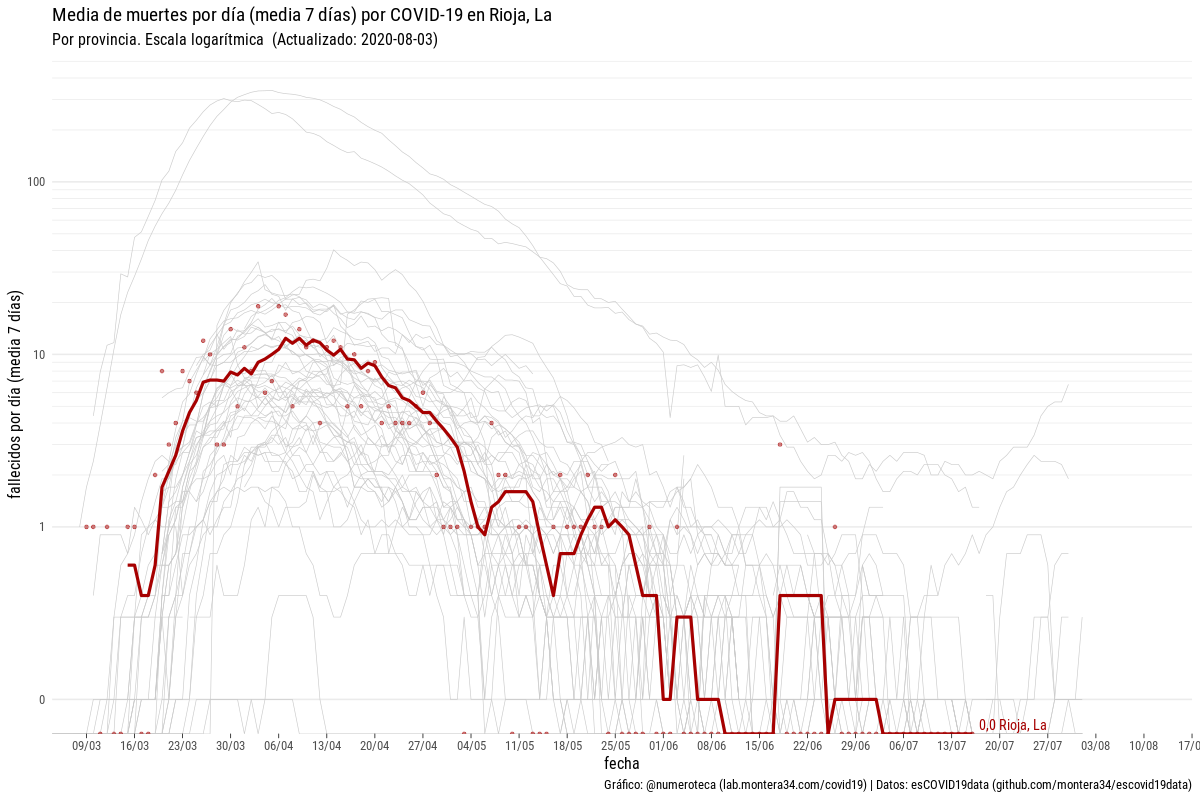 Media de muertes por día (media 7 días) por COVID-19 en Rioja, La
Por provincia. Escala logarítmica  (Actualizado: 2020-08-03)
fallecidos por día (media 7 días)
100
10
1
0
0,0 Rioja, La
09/03 16/03 23/03 30/03 06/04 13/04 20/04 27/04 04/05 11/05 18/05 25/05 01/06 08/06 15/06 22/06 29/06 06/07 13/07 20/07 27/07 03/08 10/08 17/0
fecha
Gráfico: @numeroteca (lab.montera34.com/covid19) | Datos: esCOVID19data (github.com/montera34/escovid19data)